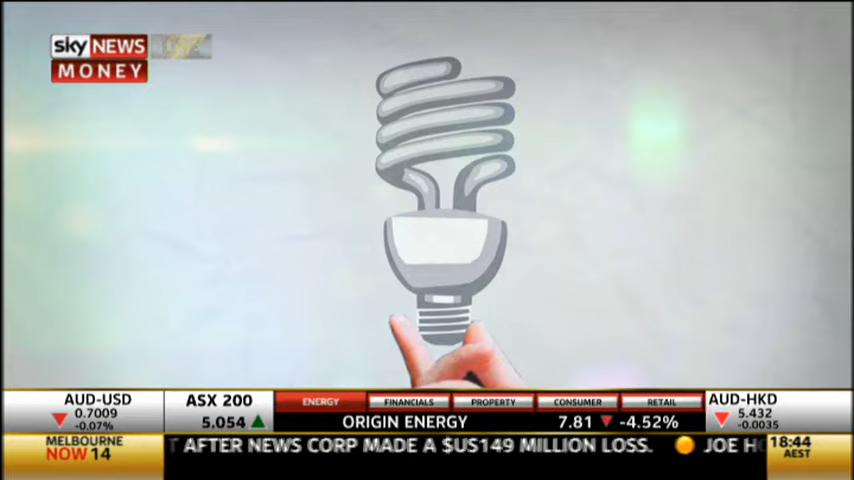 sky NEWS
MONEY
AUD-USD
0.7009
-0.07%
ASX 200
5.054
ENERGY
FINANCIALS
PROPERTY
CONSUMER
RETAIL
ORIGIN ENERGY 7.81 -4.52%
AUD-HKD
5.432
-0.0035
MELBOURNE
NOW 14
AFTER NEWS CORP MADE A $US149 MILLION LOSS.
JOE
18:44
AEST